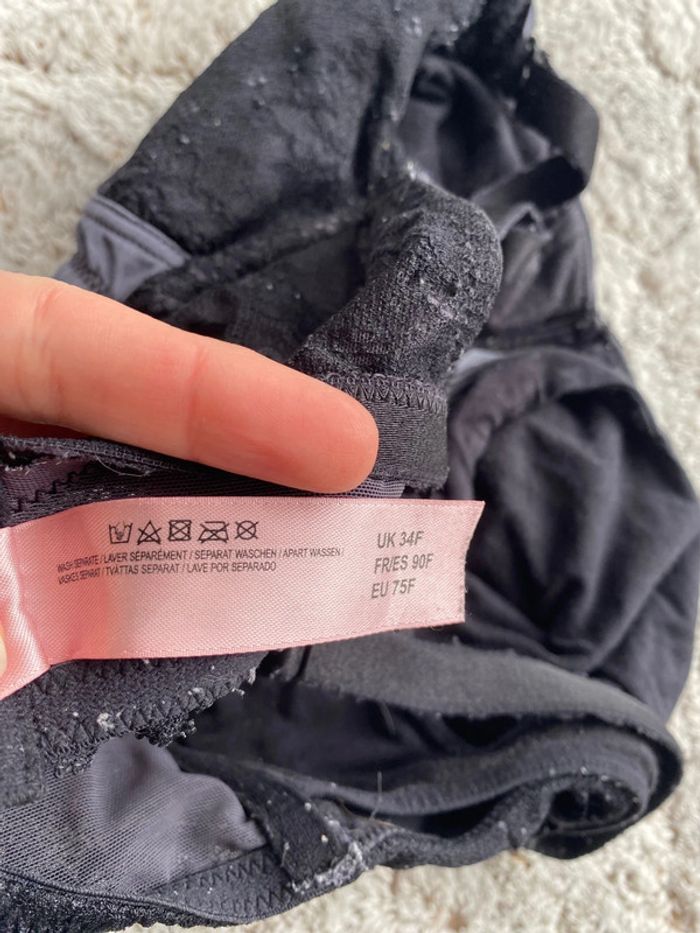 WASH SEPARATE / LAVER SÉPARÉMENT / SEPARAT WASCHEN / APART WASSEN /
VASKES SEPARAT / TVÄTTAS SEPARAT / LAVE POR SEPARADO
UK 34F
FR/ES 90F
EU 75F